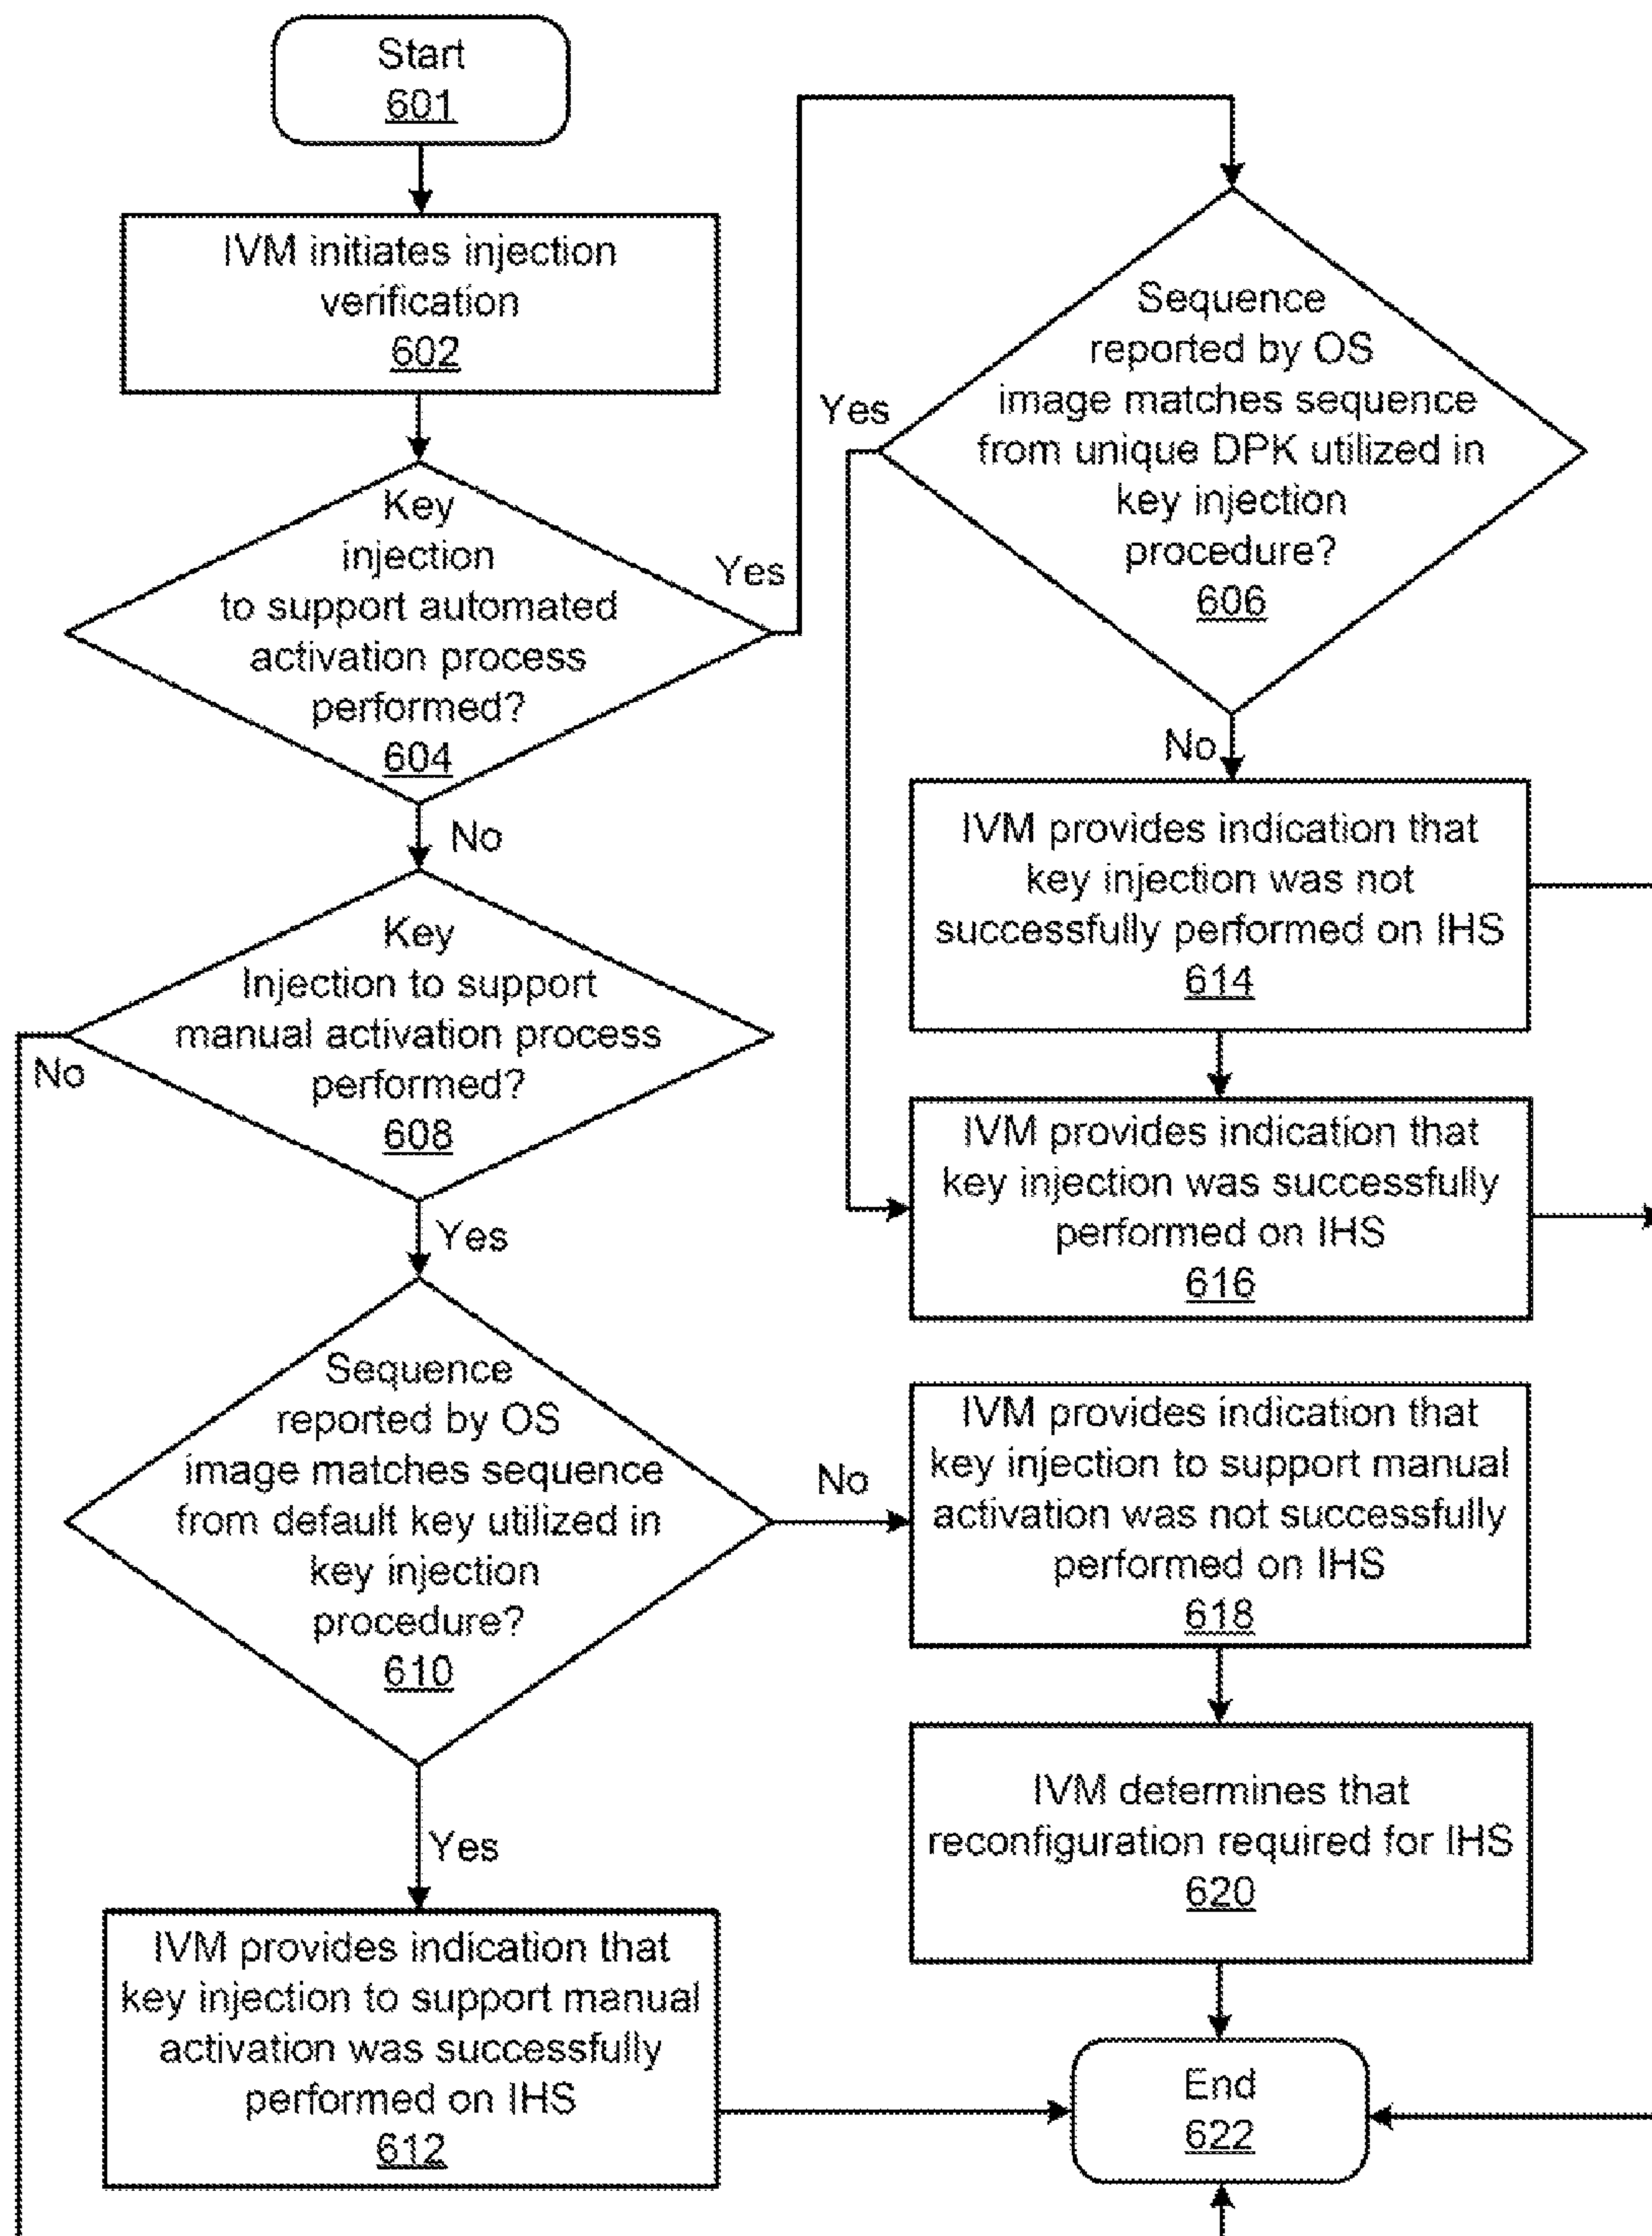 Start
601
IVM initiates injection
verification
602
Key
injection
to support automated
activation process
performed?
604
Yes
No
Sequence
reported by OS
image matches sequence
from unique DPK utilized in
key injection
procedure?
606
Yes
No
IVM provides indication that
key injection was not
successfully performed on IHS
614
IVM provides indication that
key injection was successfully
performed on IHS
616
Key
Injection to support
manual activation process
performed?
608
No
Yes
Sequence
reported by OS
image matches sequence
from default key utilized in
key injection
procedure?
610
No
Yes
IVM provides indication that
key injection to support manual
activation was not successfully
performed on IHS
618
IVM determines that
reconfiguration required for IHS
620
IVM provides indication that
key injection to support manual
activation was successfully
performed on IHS
612
End
622